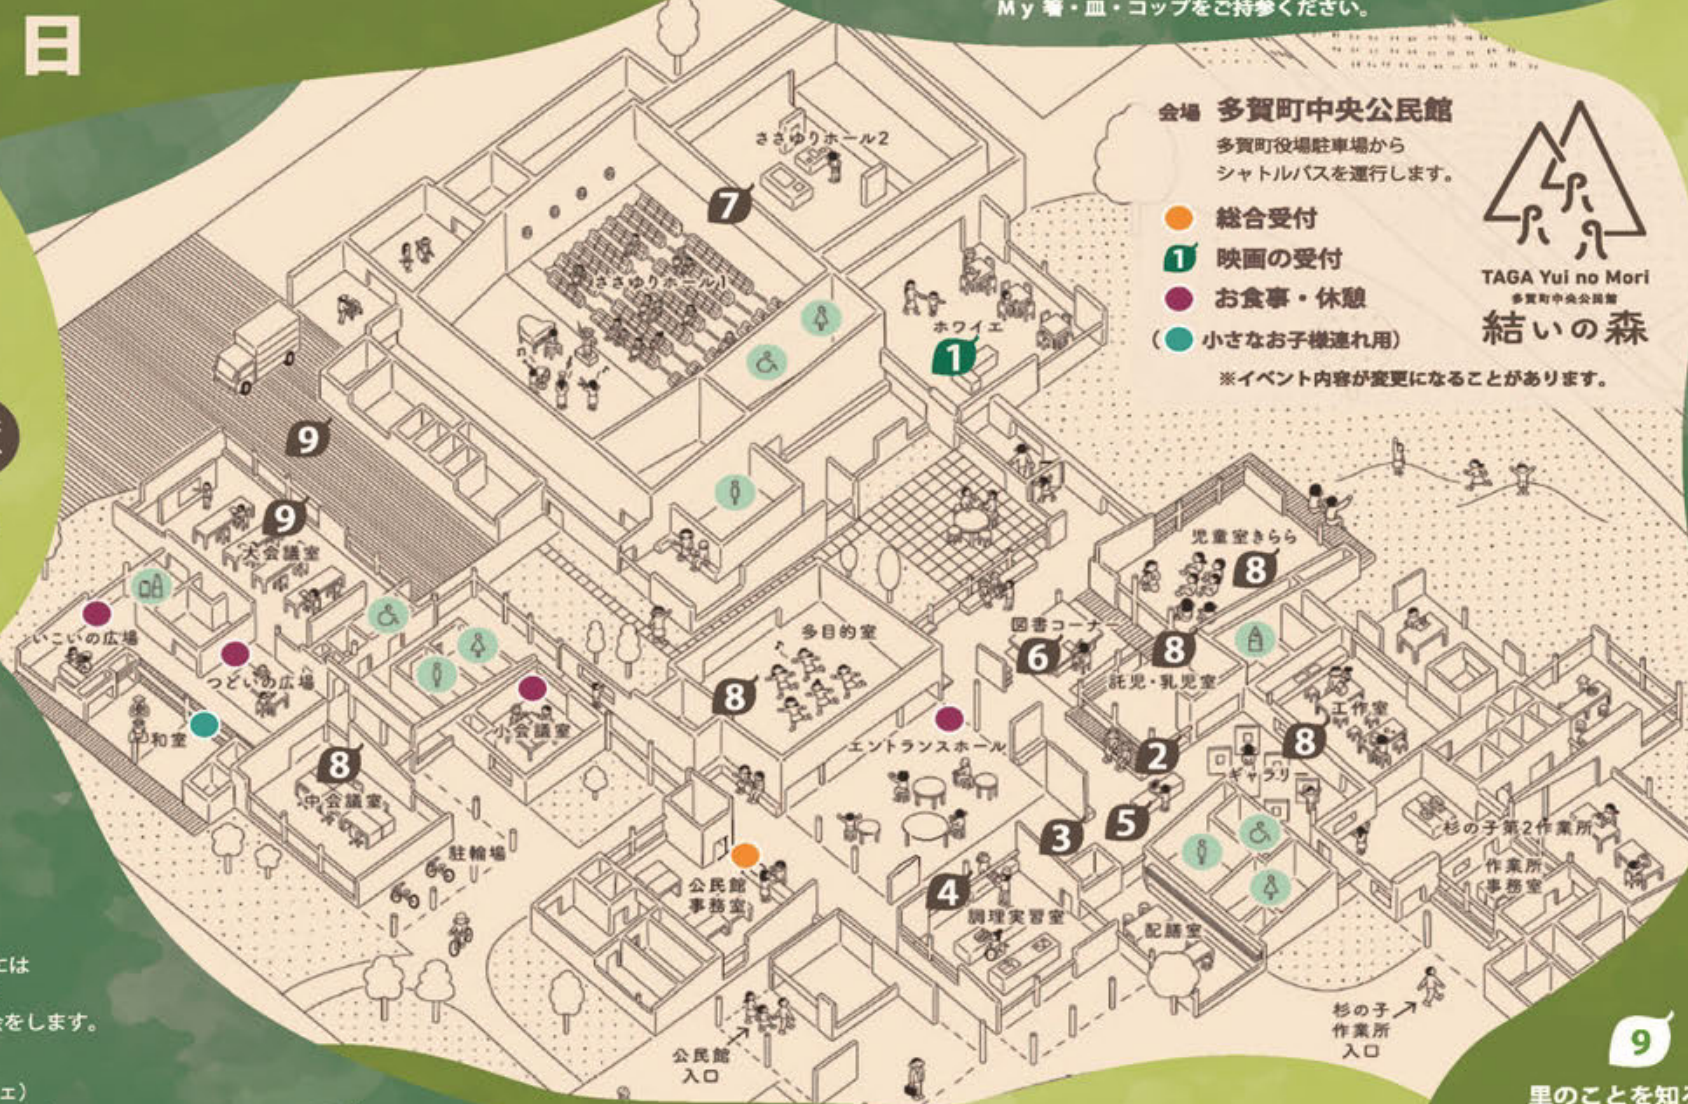 日
My 箸・皿・コップをご持参ください。
会場 多賀町中央公民館
多賀町役場駐車場から
シャトルバスを運行します。
総合受付
1 映画の受付
お食事・休憩
(小さなお子様連れ用)
※イベント内容が変更になることがあります。
TAGA Yui no Mori
多賀町中央公民館
結いの森
ささゆりホール2
7
ささゆりホール1
ホワイエ
1
9
9
大会議室
児童室きらら
8
いこいの広場
つどいの広場
和室
小会議室
多目的室
8
図書コーナー
6
8
託児・乳児室
工作室
8
ギャラリー
エントランスホール
2
5
3
8
中会議室
駐輪場
公民館
事務室
4
調理実習室
配膳室
杉の子第2作業所
作業所
事務室
公民館
入口
杉の子
作業所
入口
には
をします。
ェ)
9
里のことを知る